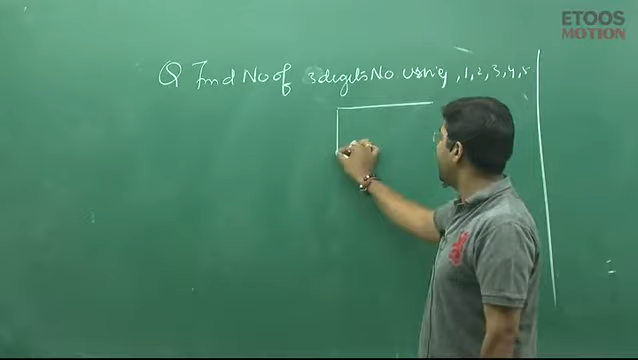 ETOOS
MOTION
Q Find No of 3 digits No using , 1, 2, 3, 4, 5